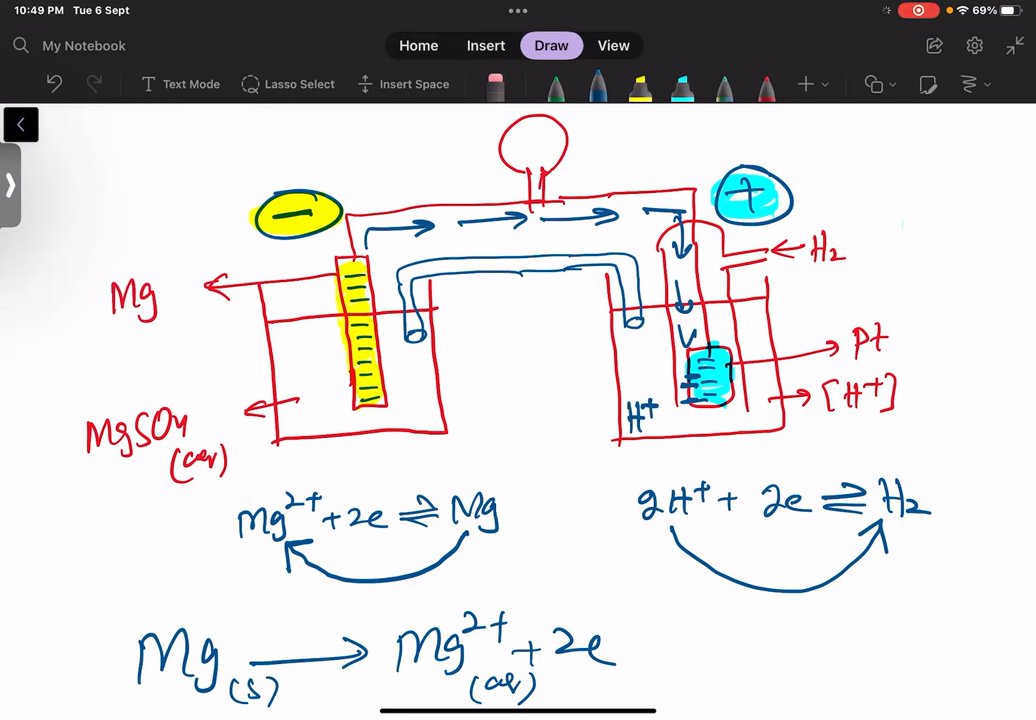 10:49 PM Tue 6 Sept
69%
My Notebook
Home Insert Draw View
Text Mode Lasso Select Insert Space
− +
H2
Mg
Pt
[H+]
MgSO4
(aq)
H+
Mg2+ + 2e ⇌ Mg
2H+ + 2e ⇌ H2
Mg(s) → Mg2+(aq) + 2e